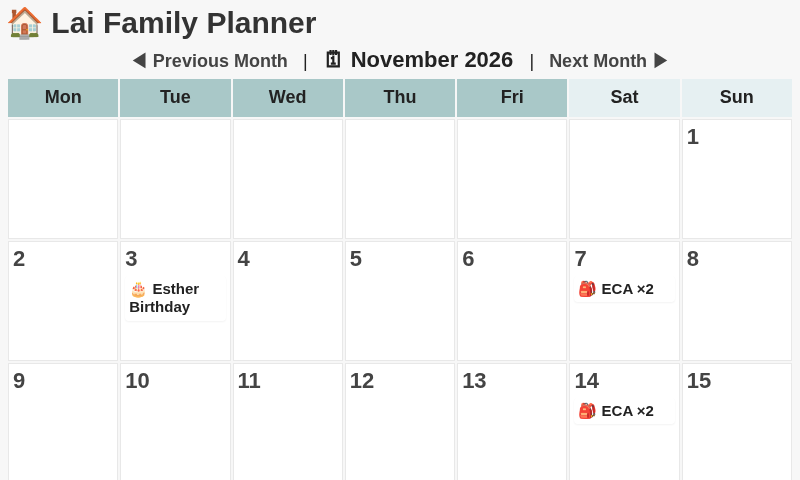 🏠 Lai Family Planner
◀ Previous Month | 🗓 November 2026 | Next Month ▶
Mon Tue Wed Thu Fri Sat Sun
1
2 3 4 5 6 7 8
🎂 Esther
Birthday
🎒 ECA ×2
9 10 11 12 13 14 15
🎒 ECA ×2